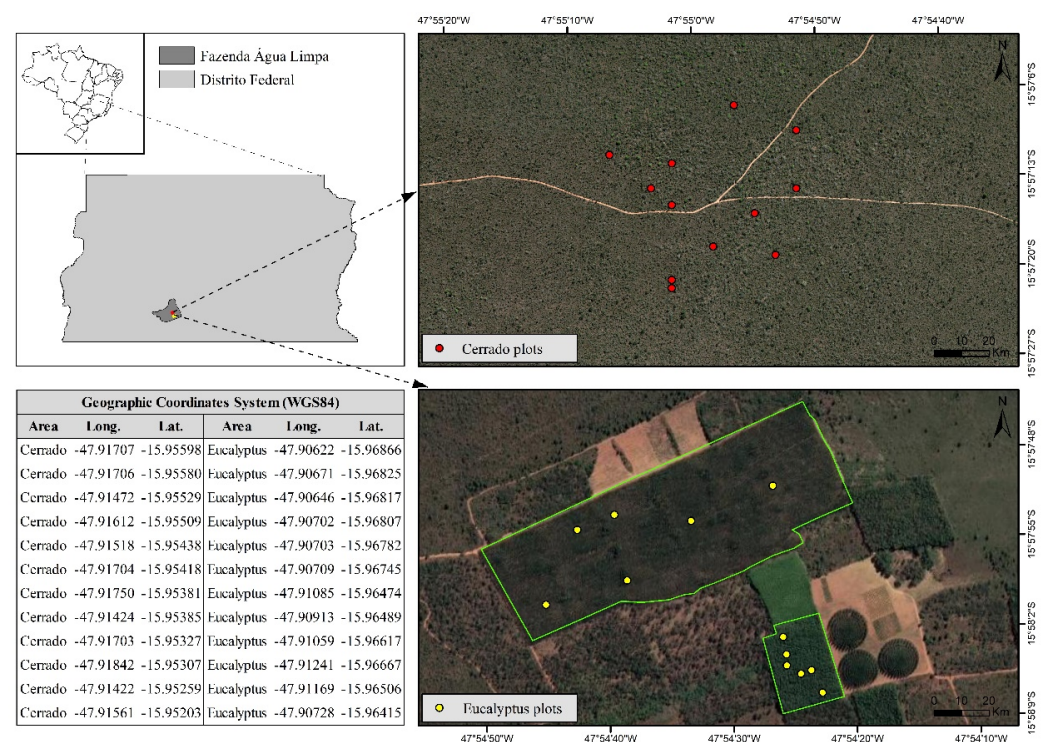 Fazenda Água Limpa
Distrito Federal
47°55'20"W 47°55'10"W 47°55'0"W 47°54'50"W 47°54'40"W
N
15°57'6"S
15°57'13"S
15°57'20"S
15°57'27"S
Cerrado plots
0 10 20
Km
Geographic Coordinates System (WGS84)
Area Long. Lat. Area Long. Lat.
Cerrado -47.91707 -15.95598 Eucalyptus -47.90622 -15.96866
Cerrado -47.91706 -15.95580 Eucalyptus -47.90671 -15.96825
Cerrado -47.91472 -15.95529 Eucalyptus -47.90646 -15.96817
Cerrado -47.91612 -15.95509 Eucalyptus -47.90702 -15.96807
Cerrado -47.91518 -15.95438 Eucalyptus -47.90703 -15.96782
Cerrado -47.91704 -15.95418 Eucalyptus -47.90709 -15.96745
Cerrado -47.91750 -15.95381 Eucalyptus -47.91085 -15.96474
Cerrado -47.91424 -15.95385 Eucalyptus -47.90913 -15.96489
Cerrado -47.91703 -15.95327 Eucalyptus -47.91059 -15.96617
Cerrado -47.91842 -15.95307 Eucalyptus -47.91241 -15.96667
Cerrado -47.91422 -15.95259 Eucalyptus -47.91169 -15.96506
Cerrado -47.91561 -15.95203 Eucalyptus -47.90728 -15.96415
N
15°57'48"S
15°57'55"S
15°58'2"S
15°58'9"S
Eucalyptus plots
0 10 20
Km
47°54'50"W 47°54'40"W 47°54'30"W 47°54'20"W 47°54'10"W